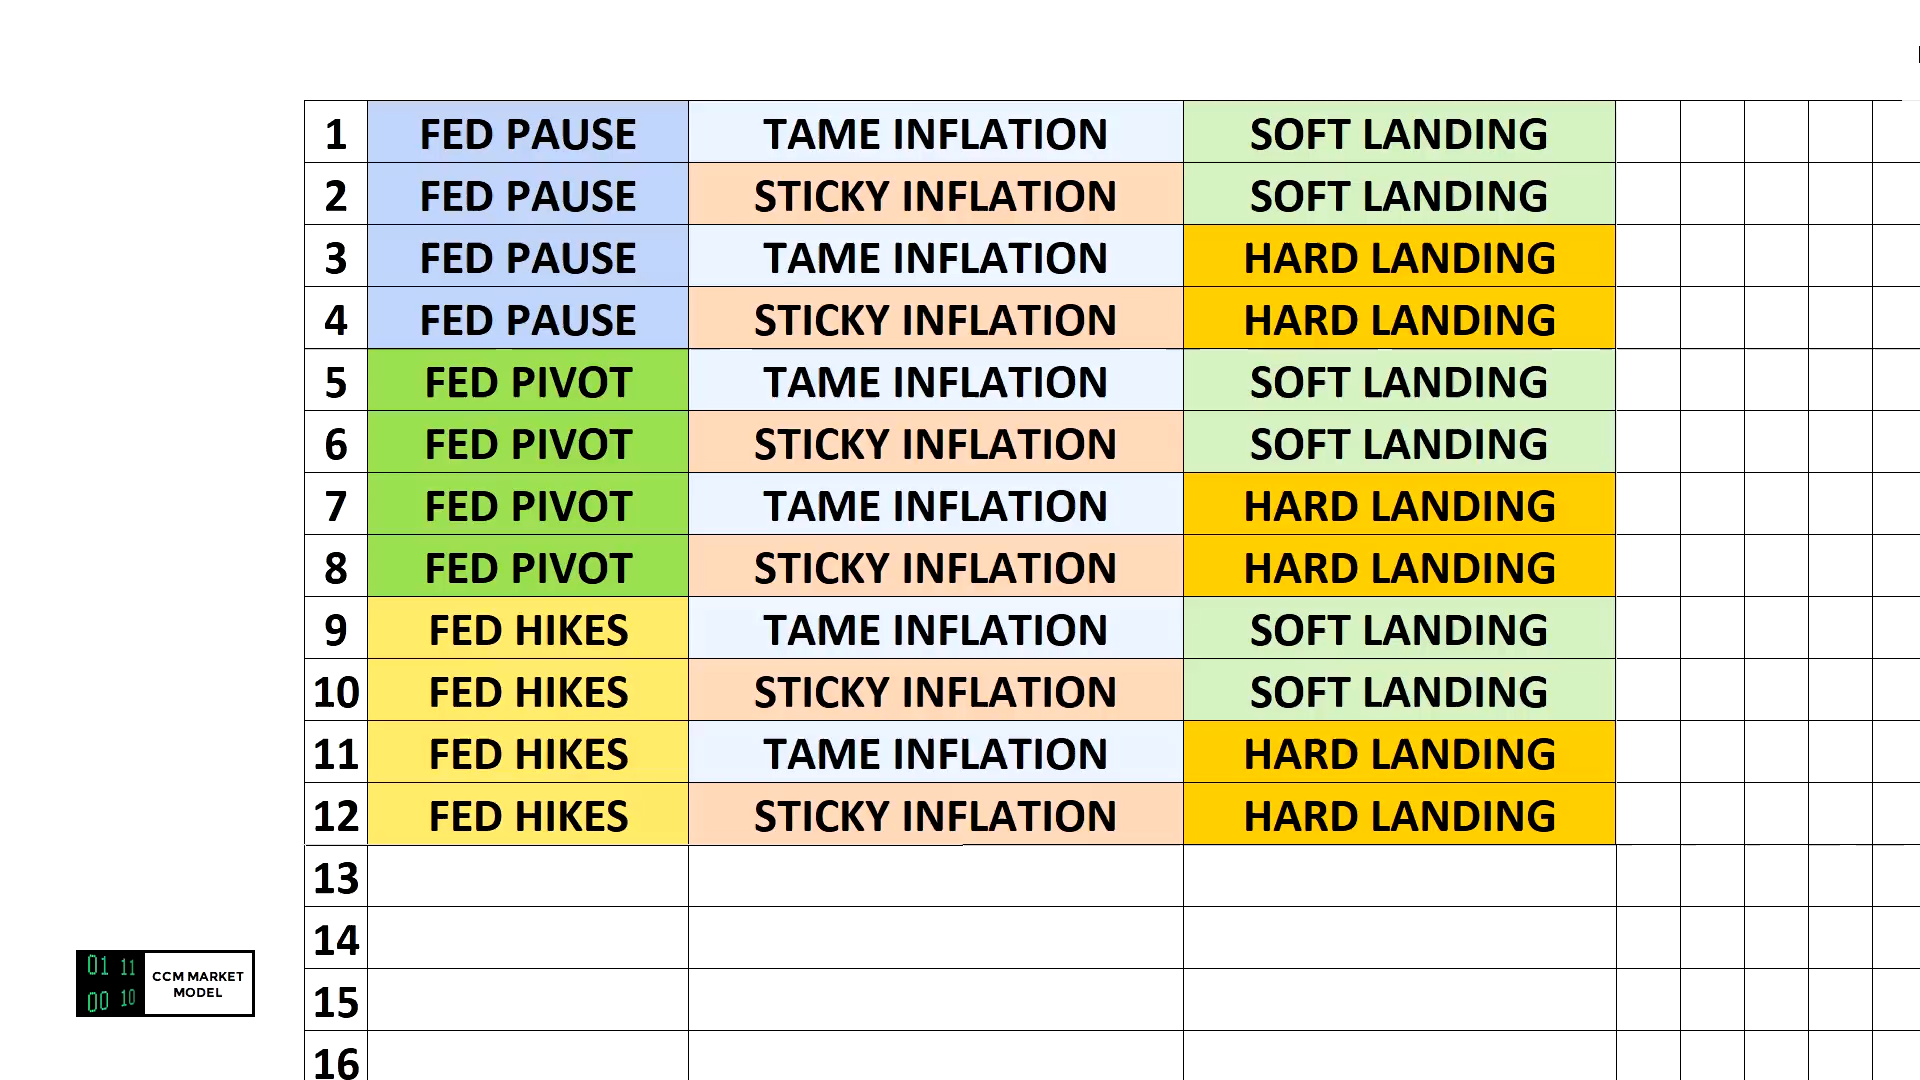 1 FED PAUSE TAME INFLATION SOFT LANDING
2 FED PAUSE STICKY INFLATION SOFT LANDING
3 FED PAUSE TAME INFLATION HARD LANDING
4 FED PAUSE STICKY INFLATION HARD LANDING
5 FED PIVOT TAME INFLATION SOFT LANDING
6 FED PIVOT STICKY INFLATION SOFT LANDING
7 FED PIVOT TAME INFLATION HARD LANDING
8 FED PIVOT STICKY INFLATION HARD LANDING
9 FED HIKES TAME INFLATION SOFT LANDING
10 FED HIKES STICKY INFLATION SOFT LANDING
11 FED HIKES TAME INFLATION HARD LANDING
12 FED HIKES STICKY INFLATION HARD LANDING
13
14
15
16
01 11
00 10
CCM MARKET
MODEL